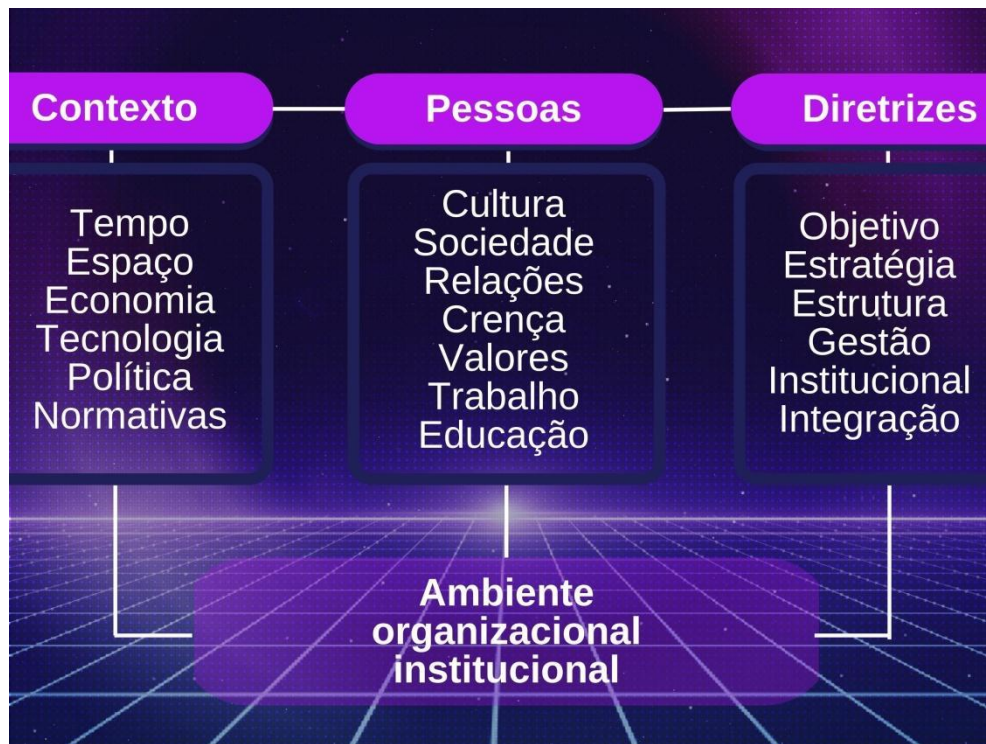 Contexto
Pessoas
Diretrizes
Tempo
Espaço
Economia
Tecnologia
Política
Normativas
Cultura
Sociedade
Relações
Crença
Valores
Trabalho
Educação
Objetivo
Estratégia
Estrutura
Gestão
Institucional
Integração
Ambiente
organizacional
institucional